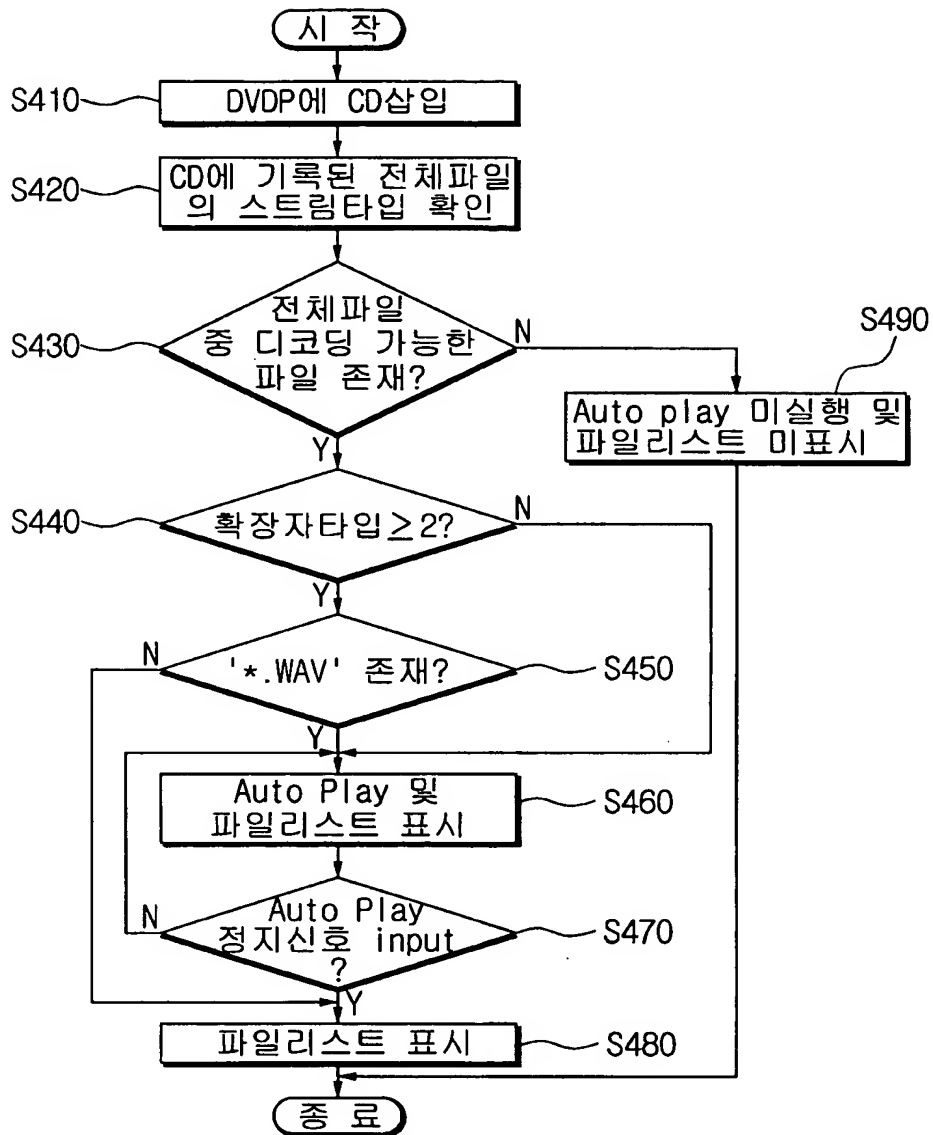 시 작
S410
DVDP에 CD삽입
S420
CD에 기록된 전체파일
의 스트림타입 확인
S430
전체파일
중 디코딩 가능한
파일 존재?
N
Y
S490
Auto play 미실행 및
파일리스트 미표시
S440
확장자타입≥2?
N
Y
N
'*.WAV' 존재?
S450
Y
Auto Play 및
파일리스트 표시
S460
N
Auto Play
정지신호 input
?
S470
Y
파일리스트 표시
S480
종 료